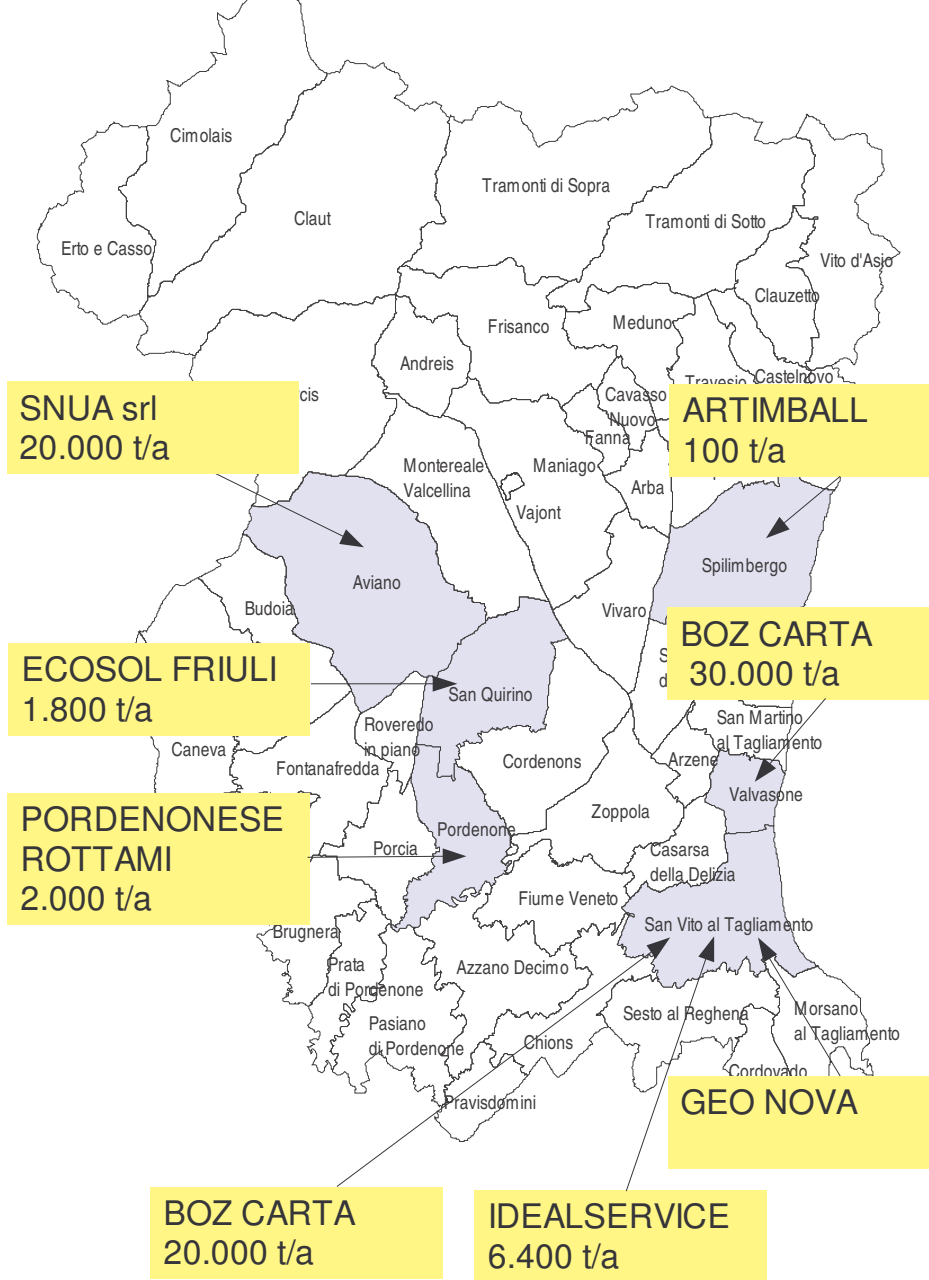 Cimolais
Tramonti di Sopra
Claut
Tramonti di Sotto
Erto e Casso
Vito d'Asio
Clauzetto
Frisanco
Meduno
Andreis
Travesio
Castelnovo
cis
Cavasso
Nuovo
SNUA srl
20.000 t/a
ARTIMBALL
100 t/a
Fanna
Montereale
Valcellina
Maniago
Arba
Vajont
Spilimbergo
Aviano
Budoia
Vivaro
BOZ CARTA
30.000 t/a
ECOSOL FRIULI
1.800 t/a
S
d
San Quirino
San Martino
al Tagliamento
Roveredo
in piano
Caneva
Cordenons
Arzene
Fontanafredda
Valvasone
Zoppola
PORDENONESE
ROTTAMI
2.000 t/a
Pordenone
Porcia
Casarsa
della Delizia
Fiume Veneto
San Vito al Tagliamento
Brugnera
Prata
di Pordenone
Azzano Decimo
Sesto al Reghena
Morsano
al Tagliamento
Pasiano
di Pordenone
Chions
Cordovado
Pravisdomini
GEO NOVA
BOZ CARTA
20.000 t/a
IDEALSERVICE
6.400 t/a